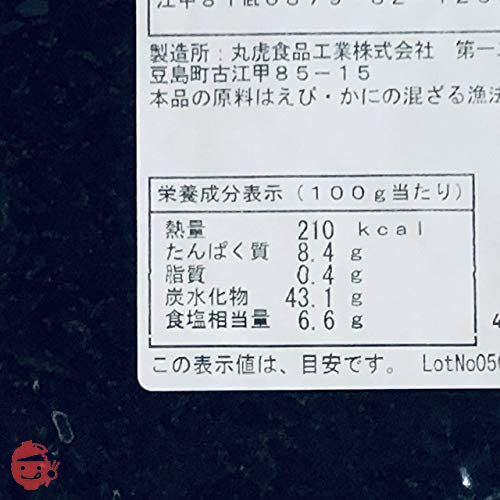 製造所：丸虎食品工業株式会社 第一
豆島町古江甲85-15
本品の原料はえび・かにの混ざる漁法
栄養成分表示（100g当たり）
熱量 210 kcal
たんぱく質 8.4 g
脂質 0.4 g
炭水化物 43.1 g
食塩相当量 6.6 g
この表示値は、目安です。 LotNo05